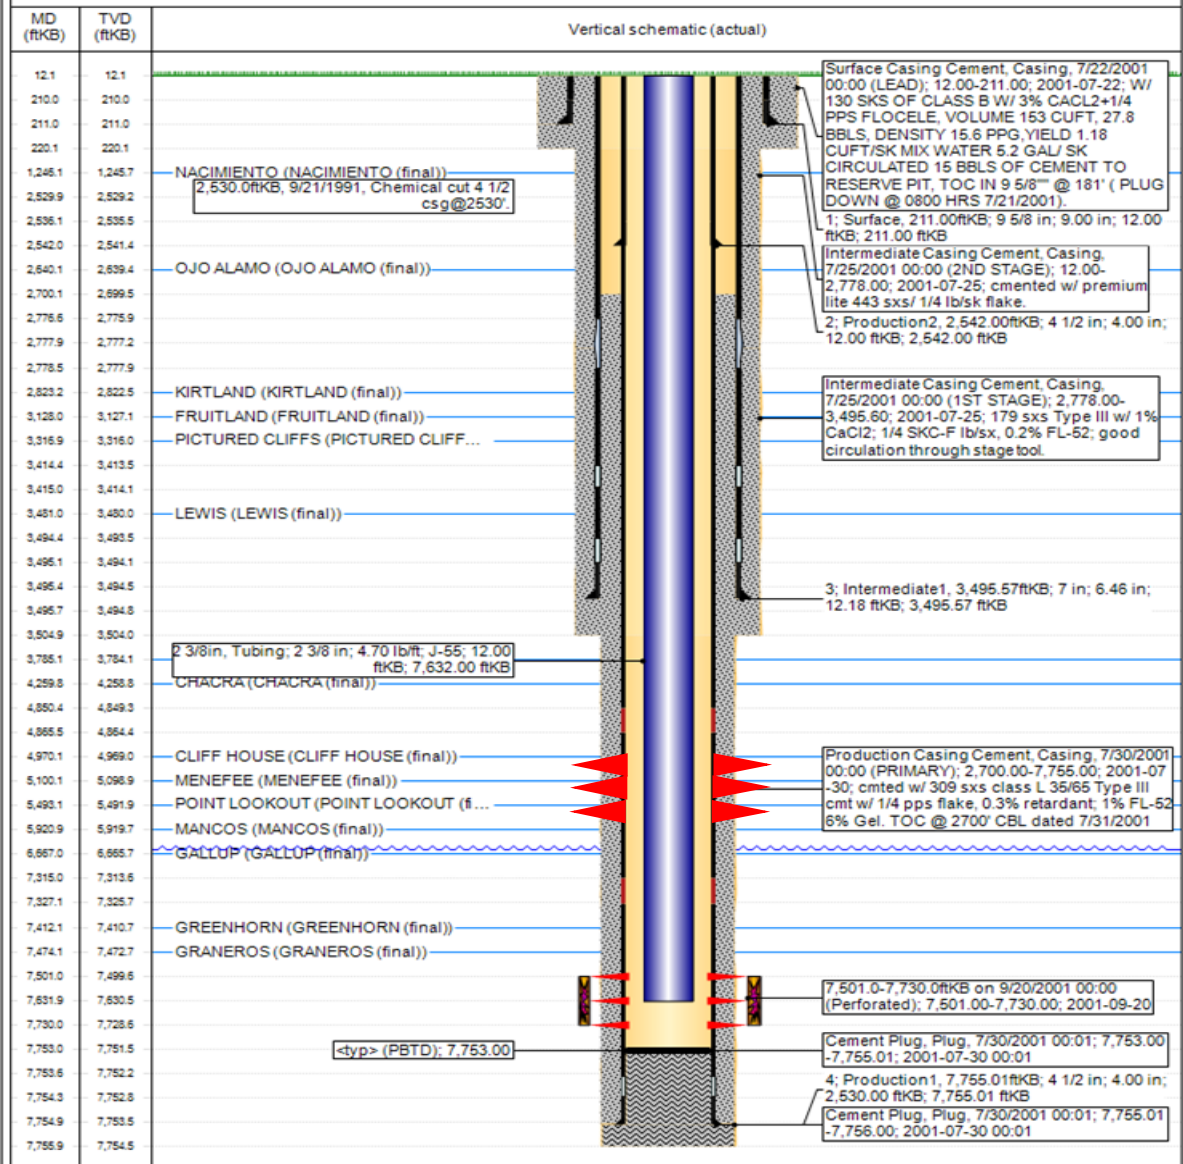 MD
(ftKB)
TVD
(ftKB)
Vertical schematic (actual)
12.1 12.1
210.0 210.0
211.0 211.0
220.1 220.1
1,246.1 1,245.7
2,529.9 2,529.2
2,536.1 2,535.5
2,542.0 2,541.4
2,640.1 2,639.4
2,700.1 2,699.5
2,776.6 2,775.9
2,777.9 2,777.2
2,778.5 2,777.9
2,823.2 2,822.5
3,128.0 3,127.1
3,316.9 3,316.0
3,414.4 3,413.5
3,415.0 3,414.1
3,481.0 3,480.0
3,494.4 3,493.5
3,495.1 3,494.1
3,495.4 3,494.5
3,495.7 3,494.8
3,504.9 3,504.0
3,785.1 3,784.1
4,259.8 4,258.8
4,850.4 4,849.3
4,865.5 4,864.4
4,970.1 4,969.0
5,100.1 5,098.9
5,493.1 5,491.9
5,920.9 5,919.7
6,667.0 6,665.7
7,315.0 7,313.6
7,327.1 7,325.7
7,412.1 7,410.7
7,474.1 7,472.7
7,501.0 7,499.6
7,631.9 7,630.5
7,730.0 7,728.6
7,753.0 7,751.5
7,753.6 7,752.2
7,754.3 7,752.8
7,754.9 7,753.5
7,755.9 7,754.5
NACIMIENTO (NACIMIENTO (final))
2,530.0ftKB, 9/21/1991, Chemical cut 4 1/2
csg@2530'.
OJO ALAMO (OJO ALAMO (final))
KIRTLAND (KIRTLAND (final))
FRUITLAND (FRUITLAND (final))
PICTURED CLIFFS (PICTURED CLIFF...
LEWIS (LEWIS (final))
2 3/8in, Tubing; 2 3/8 in; 4.70 lb/ft; J-55; 12.00
ftKB; 7,632.00 ftKB
CHACRA (CHACRA (final))
CLIFF HOUSE (CLIFF HOUSE (final))
MENEFEE (MENEFEE (final))
POINT LOOKOUT (POINT LOOKOUT (fi...
MANCOS (MANCOS (final))
GALLUP (GALLUP (final))
GREENHORN (GREENHORN (final))
GRANEROS (GRANEROS (final))
<typ> (PBTD); 7,753.00
Surface Casing Cement, Casing, 7/22/2001
00:00 (LEAD); 12.00-211.00; 2001-07-22; W/
130 SKS OF CLASS B W/ 3% CACL2+1/4
PPS FLOCELE, VOLUME 153 CUFT, 27.8
BBLS, DENSITY 15.6 PPG,YIELD 1.18
CUFT/SK MIX WATER 5.2 GAL/ SK
CIRCULATED 15 BBLS OF CEMENT TO
RESERVE PIT, TOC IN 9 5/8"" @ 181' ( PLUG
DOWN @ 0800 HRS 7/21/2001).
1; Surface, 211.00ftKB; 9 5/8 in; 9.00 in; 12.00
ftKB; 211.00 ftKB
Intermediate Casing Cement, Casing,
7/25/2001 00:00 (2ND STAGE); 12.00-
2,778.00; 2001-07-25; cmented w/ premium
lite 443 sxs/ 1/4 lb/sk flake.
2; Production2, 2,542.00ftKB; 4 1/2 in; 4.00 in;
12.00 ftKB; 2,542.00 ftKB
Intermediate Casing Cement, Casing,
7/25/2001 00:00 (1ST STAGE); 2,778.00-
3,495.60; 2001-07-25; 179 sxs Type III w/ 1%
CaCl2; 1/4 SKC-F lb/sx, 0.2% FL-52; good
circulation through stage tool.
3; Intermediate1, 3,495.57ftKB; 7 in; 6.46 in;
12.18 ftKB; 3,495.57 ftKB
Production Casing Cement, Casing, 7/30/2001
00:00 (PRIMARY); 2,700.00-7,755.00; 2001-07
-30; cmted w/ 309 sxs class L 35/65 Type III
cmt w/ 1/4 pps flake, 0.3% retardant; 1% FL-52
6% Gel. TOC @ 2700' CBL dated 7/31/2001
7,501.0-7,730.0ftKB on 9/20/2001 00:00
(Perforated); 7,501.00-7,730.00; 2001-09-20
Cement Plug, Plug, 7/30/2001 00:01; 7,753.00
-7,755.01; 2001-07-30 00:01
4; Production1, 7,755.01ftKB; 4 1/2 in; 4.00 in;
2,530.00 ftKB; 7,755.01 ftKB
Cement Plug, Plug, 7/30/2001 00:01; 7,755.01
-7,756.00; 2001-07-30 00:01